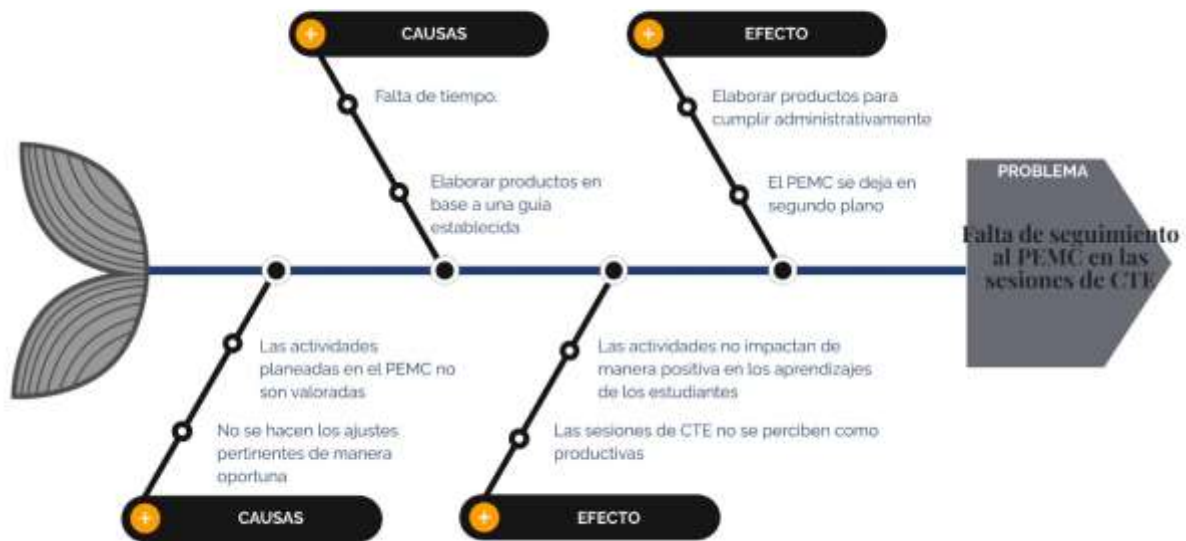 CAUSAS
Falta de tiempo.
Elaborar productos en
base a una guía
establecida
EFECTO
Elaborar productos para
cumplir administrativamente
El PEMC se deja en
segundo plano
PROBLEMA
Falta de seguimiento
al PEMC en las
sesiones de CTE
Las actividades
planeadas en el PEMC no
son valoradas
No se hacen los ajustes
pertinentes de manera
oportuna
CAUSAS
Las actividades no impactan de
manera positiva en los aprendizajes
de los estudiantes
Las sesiones de CTE no se perciben como
productivas
EFECTO